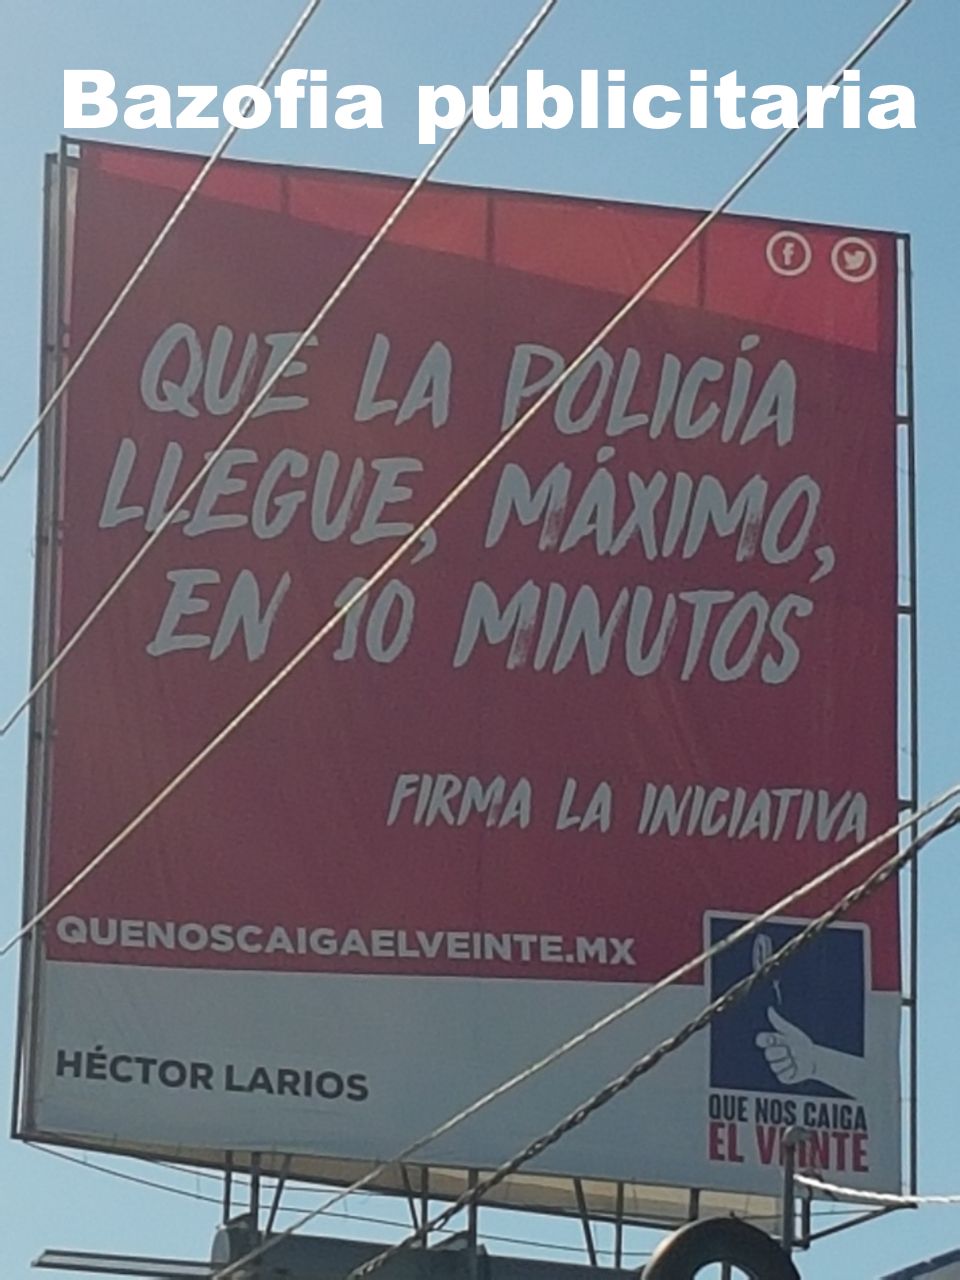 Bazofia publicitaria
QUE LA POLICÍA
LLEGUE, MÁXIMO,
EN 10 MINUTOS
FIRMA LA INICIATIVA
QUENOSCAIGAELVEINTE.MX
HÉCTOR LARIOS
QUE NOS CAIGA
EL VEINTE